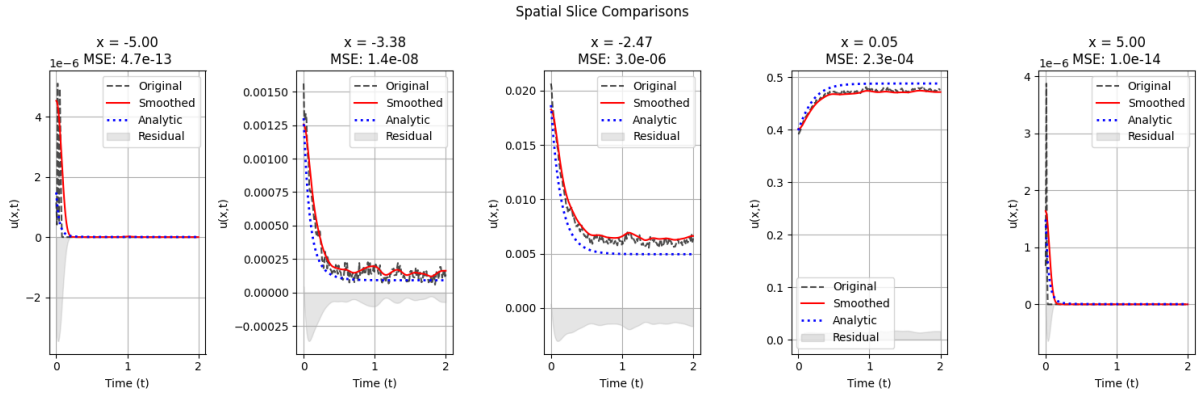 Spatial Slice Comparisons
x = -5.00
MSE: 4.7e-13
1e-6
Original
Smoothed
Analytic
Residual
4
2
0
−2
u(x,t)
0
1
2
Time (t)
x = -3.38
MSE: 1.4e-08
Original
Smoothed
Analytic
Residual
0.00150
0.00125
0.00100
0.00075
0.00050
0.00025
0.00000
−0.00025
u(x,t)
0
1
2
Time (t)
x = -2.47
MSE: 3.0e-06
Original
Smoothed
Analytic
Residual
0.020
0.015
0.010
0.005
0.000
u(x,t)
0
1
2
Time (t)
x = 0.05
MSE: 2.3e-04
0.5
0.4
0.3
0.2
0.1
0.0
u(x,t)
Original
Smoothed
Analytic
Residual
0
1
2
Time (t)
x = 5.00
MSE: 1.0e-14
1e-6
Original
Smoothed
Analytic
Residual
4
3
2
1
0
u(x,t)
0
1
2
Time (t)